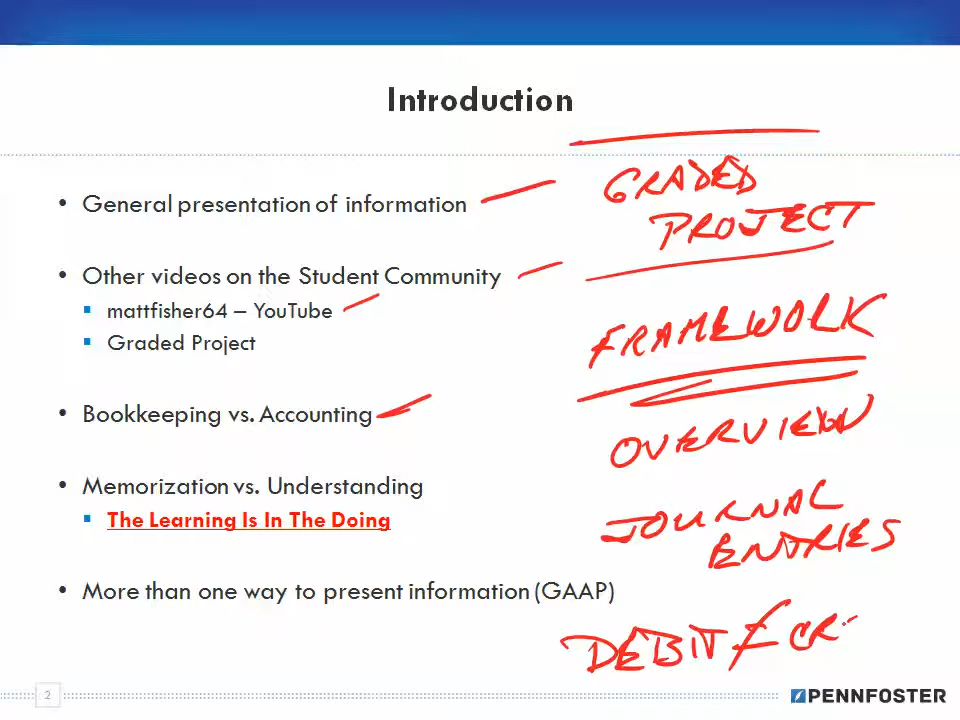 Introduction
• General presentation of information
• Other videos on the Student Community
▪ mattfisher64 – YouTube
▪ Graded Project
• Bookkeeping vs. Accounting
• Memorization vs. Understanding
▪ The Learning Is In The Doing
• More than one way to present information (GAAP)
GRADED
PROJECT
FRAMEWORK
OVERVIEW
JOURNAL
ENTRIES
DEBIT & CR
2
PENNFOSTER